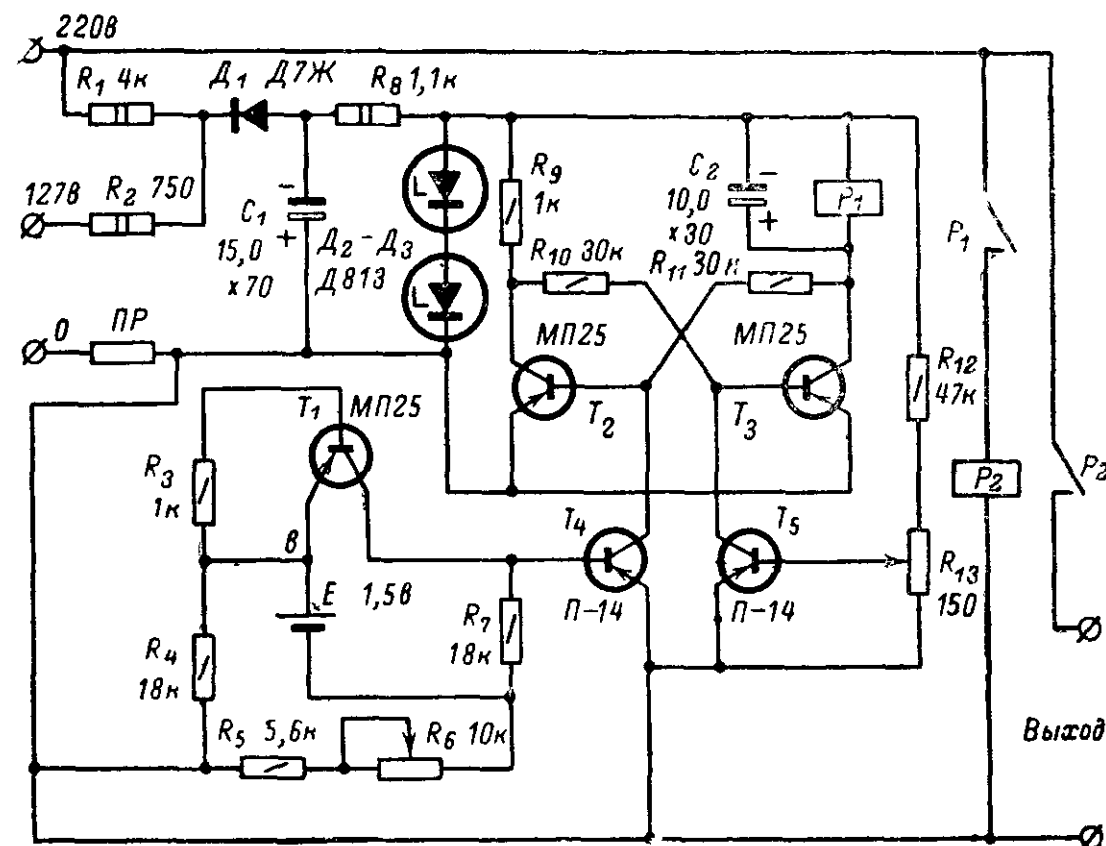 220в
R1 4к
Д1 Д7Ж
R8 1,1к
127в
R2 750
C1
15,0
×70
-
+
Д2-Д3
Д813
R9
1к
C2
10,0
×30
-
+
P1
P1
R10 30к
R11 30к
0
ПР
МП25
МП25
T2
T3
R12
47к
T1
МП25
R3
1к
в
E
1,5в
R4
18к
R7
18к
T4
П-14
T5
П-14
R13
150
P2
P2
R5 5,6к
R6 10к
Выход